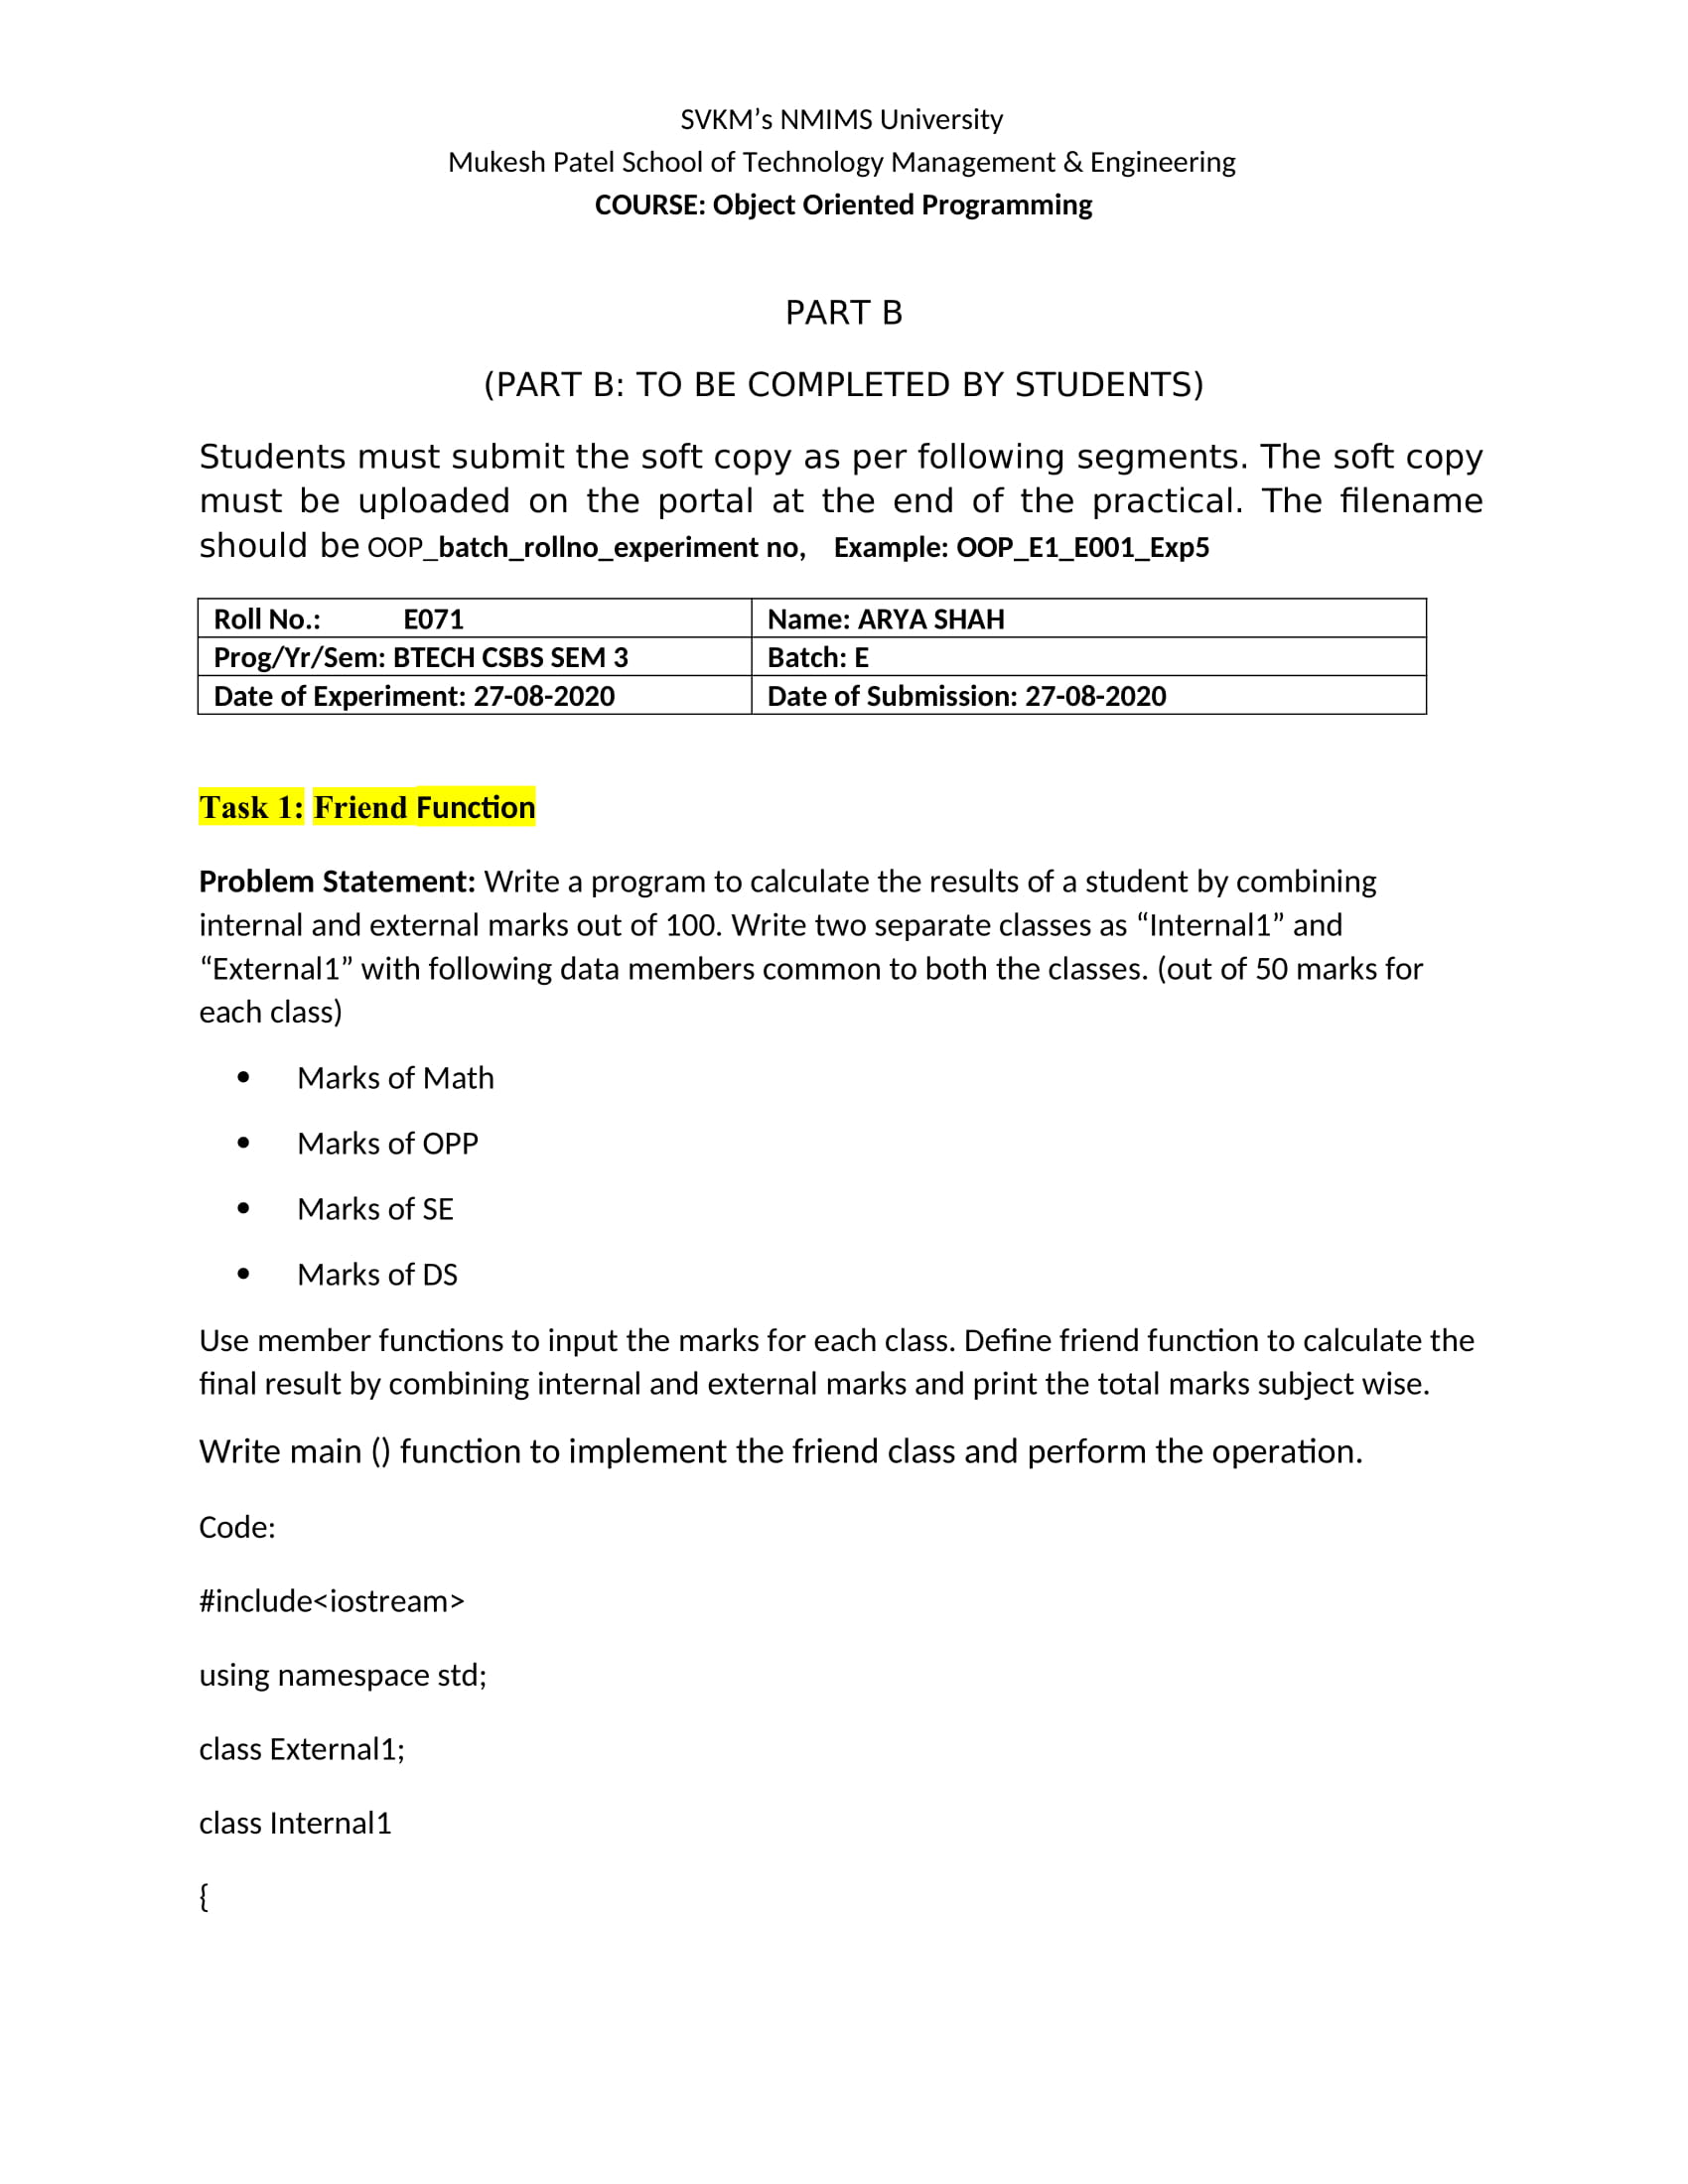 SVKM’s NMIMS University
Mukesh Patel School of Technology Management & Engineering
COURSE: Object Oriented Programming
PART B
(PART B: TO BE COMPLETED BY STUDENTS)
Students must submit the soft copy as per following segments. The soft copy
must be uploaded on the portal at the end of the practical. The filename
should be OOP_batch_rollno_experiment no, Example: OOP_E1_E001_Exp5
Roll No.: E071 Name: ARYA SHAH
Prog/Yr/Sem: BTECH CSBS SEM 3 Batch: E
Date of Experiment: 27-08-2020 Date of Submission: 27-08-2020
Task 1: Friend Function
Problem Statement: Write a program to calculate the results of a student by combining
internal and external marks out of 100. Write two separate classes as “Internal1” and
“External1” with following data members common to both the classes. (out of 50 marks for
each class)
• Marks of Math
• Marks of OPP
• Marks of SE
• Marks of DS
Use member functions to input the marks for each class. Define friend function to calculate the
final result by combining internal and external marks and print the total marks subject wise.
Write main () function to implement the friend class and perform the operation.
Code:
#include<iostream>
using namespace std;
class External1;
class Internal1
{